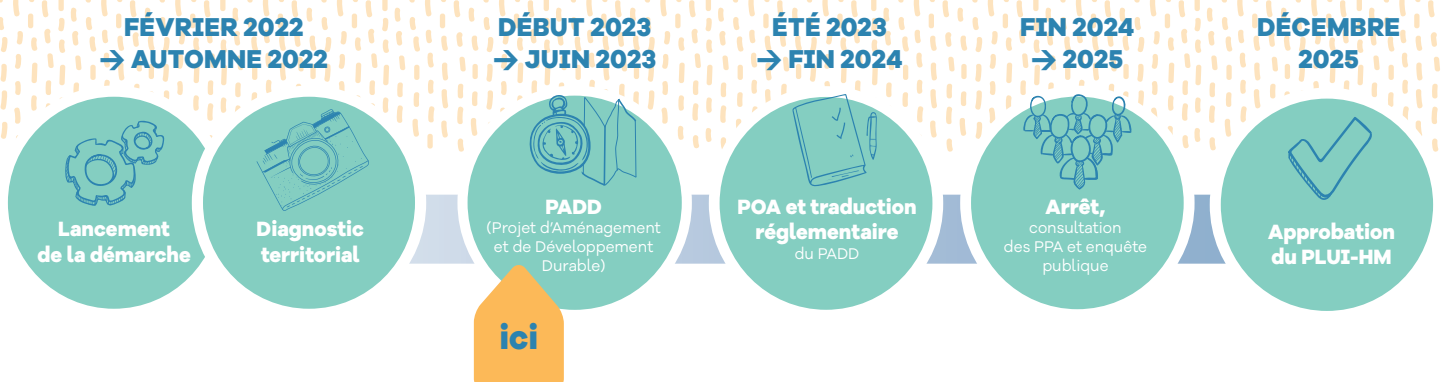 FÉVRIER 2022
→ AUTOMNE 2022
Lancement
de la démarche
Diagnostic
territorial
DÉBUT 2023
→ JUIN 2023
PADD
(Projet d'Aménagement
et de Développement
Durable)
ici
ÉTÉ 2023
→ FIN 2024
POA et traduction
réglementaire
du PADD
FIN 2024
→ 2025
Arrêt,
consultation
des PPA et enquête
publique
DÉCEMBRE
2025
Approbation
du PLUI-HM